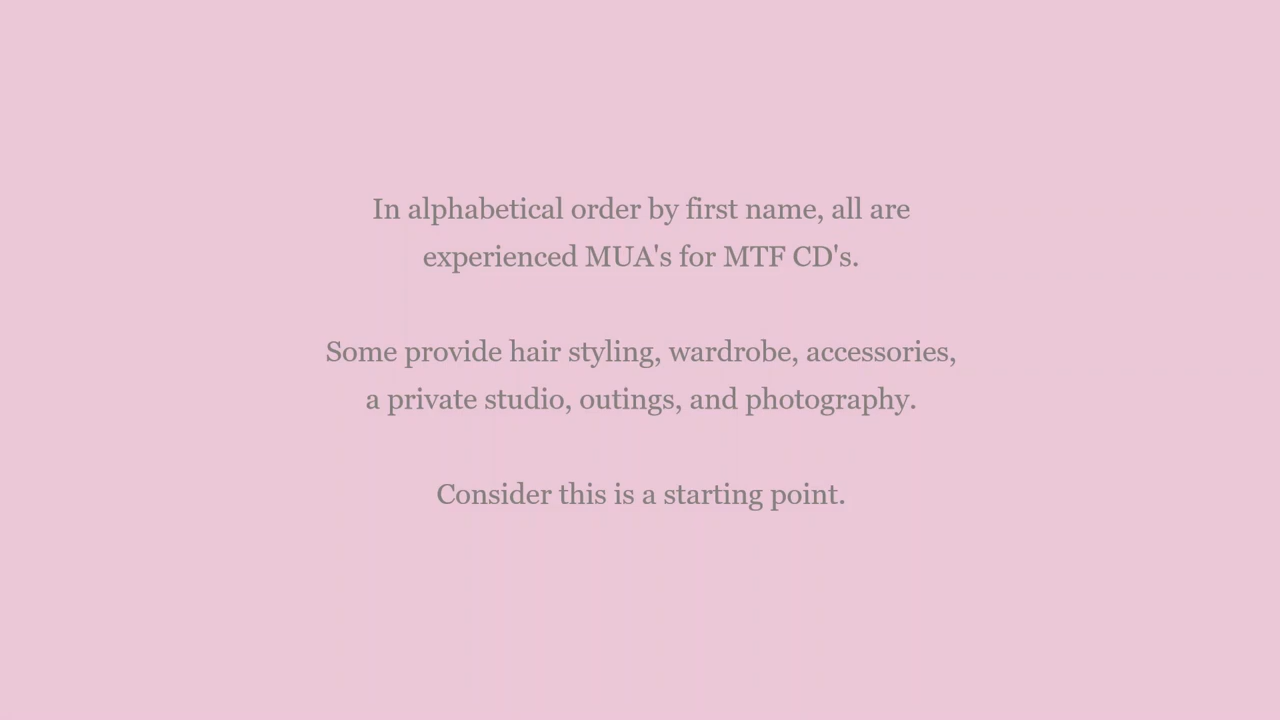 In alphabetical order by first name, all are
experienced MUA's for MTF CD's.
Some provide hair styling, wardrobe, accessories,
a private studio, outings, and photography.
Consider this is a starting point.